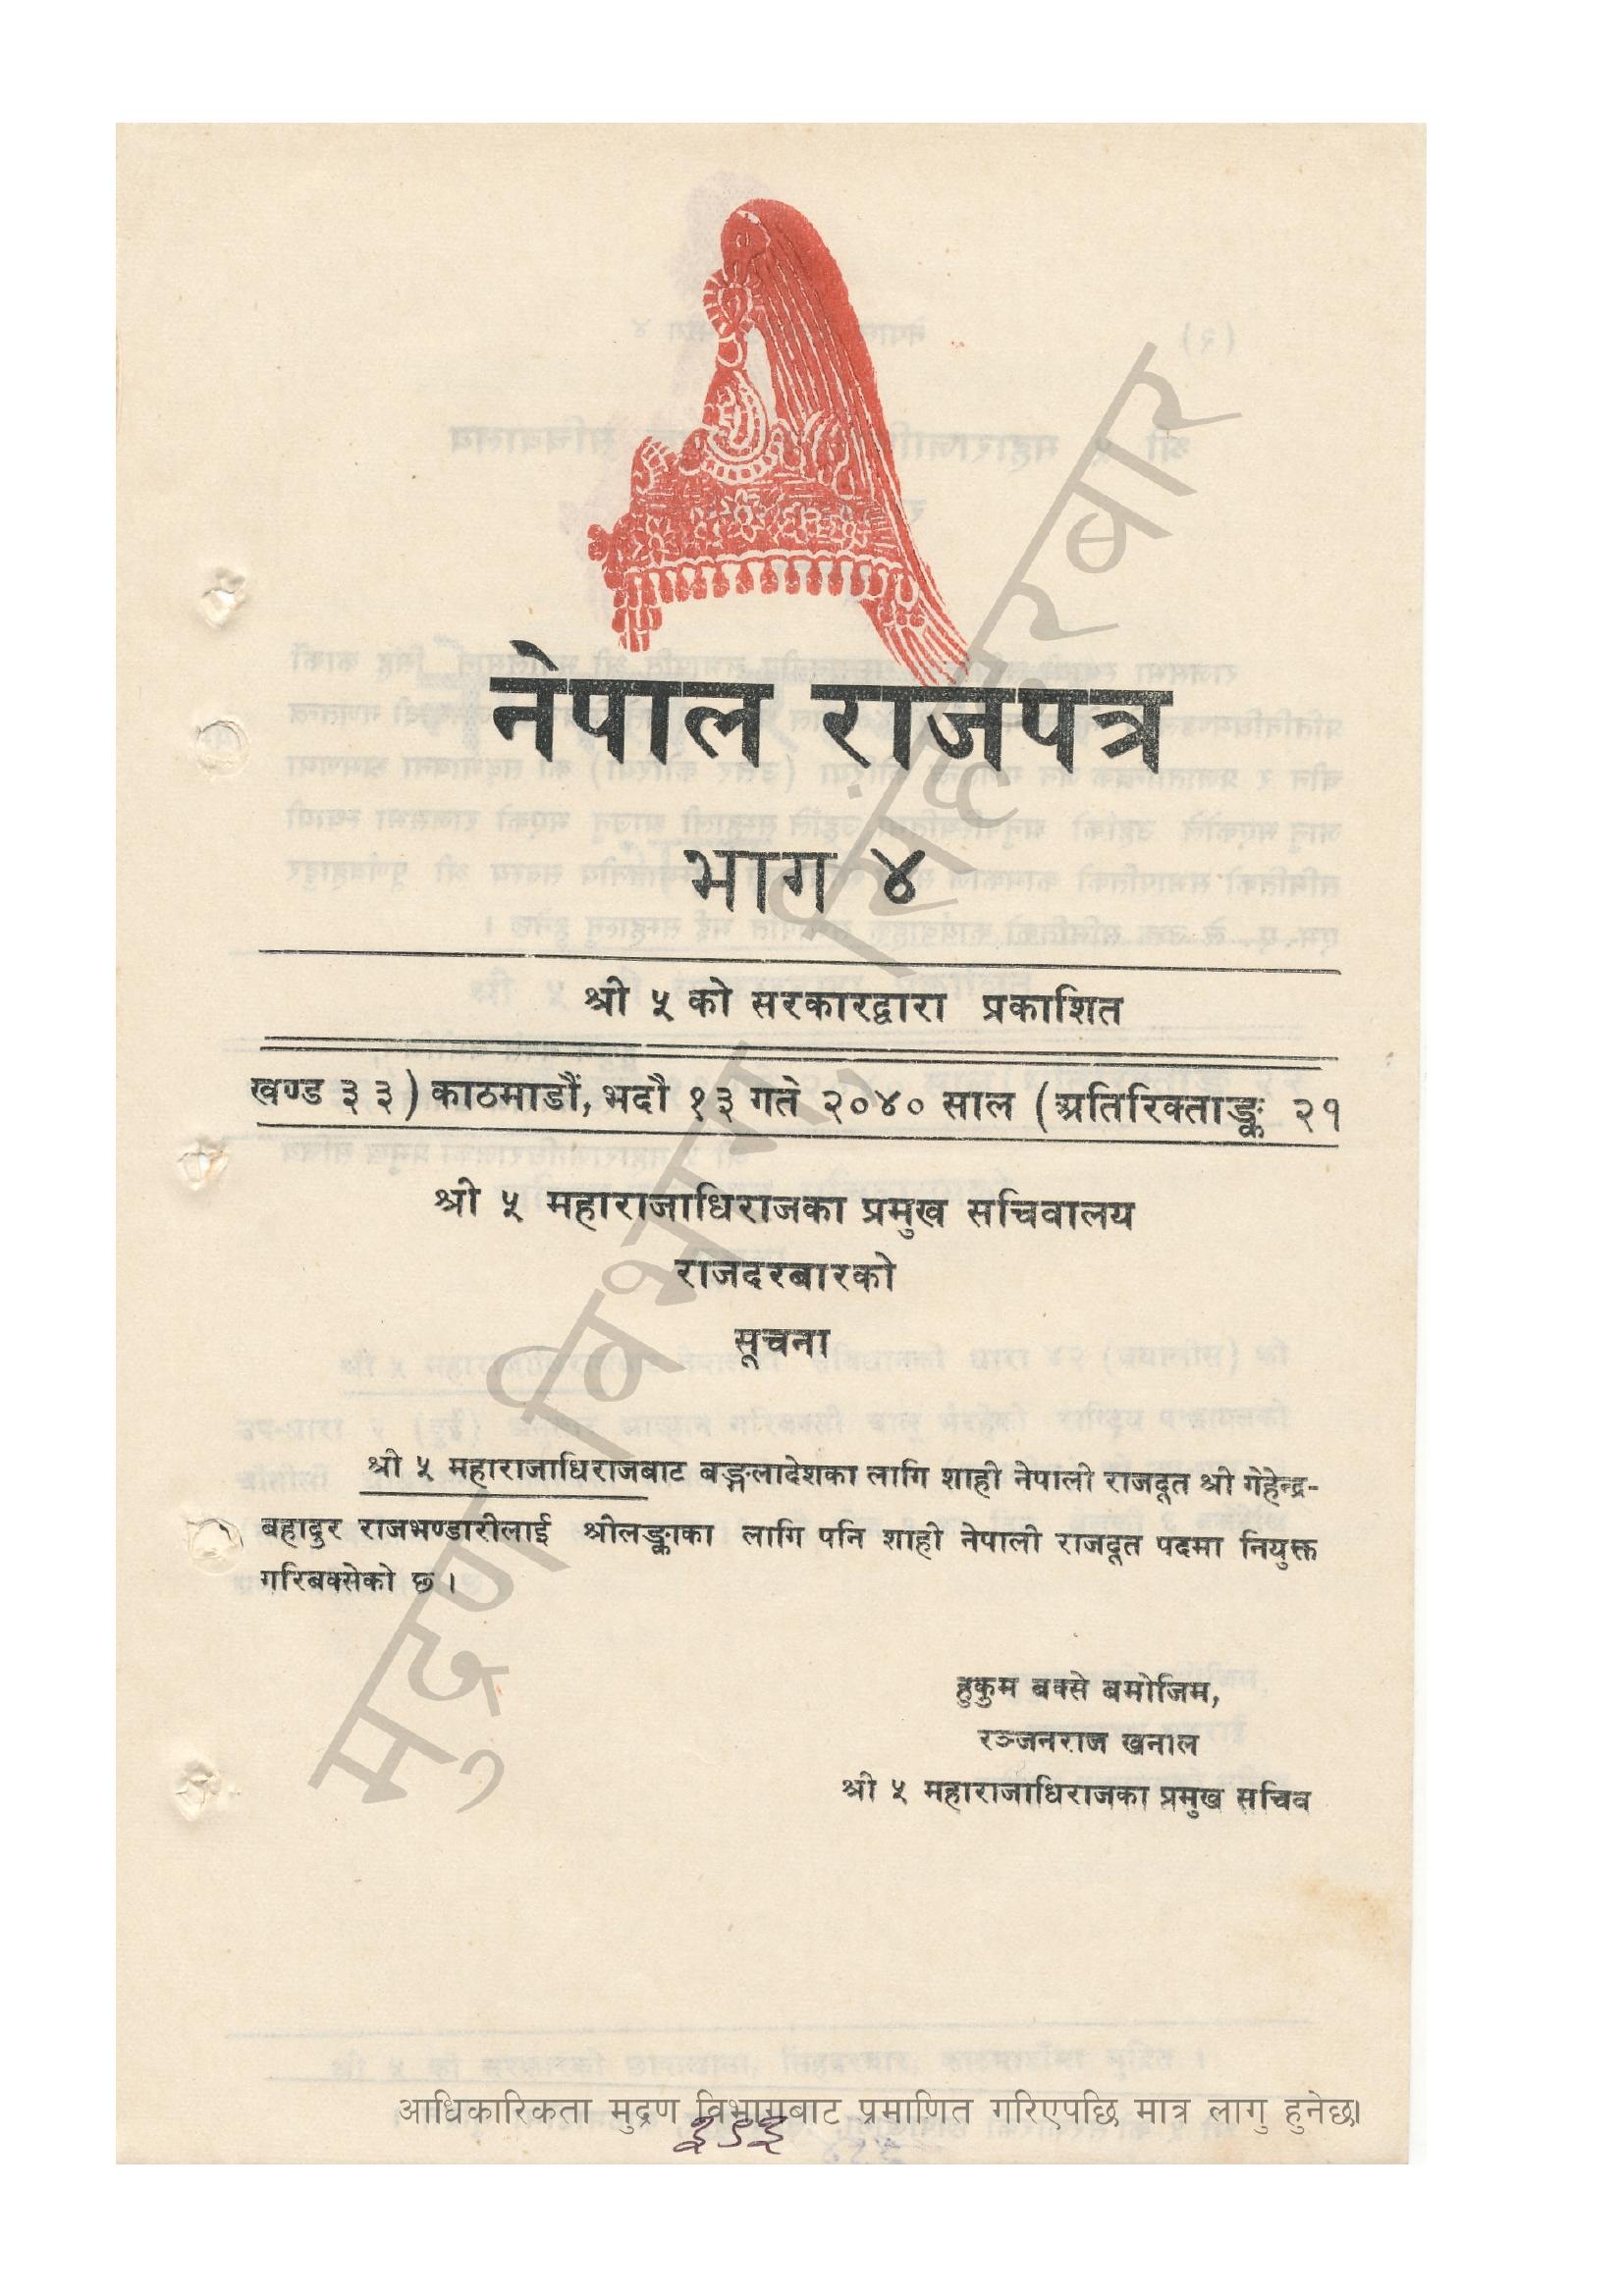 नेपाल राजपत्र
भाग ४
श्री ५ को सरकारद्वारा प्रकाशित
खण्ड ३३) काठमाडौं, भदौ १३ गते २०४० साल (अतिरिक्ताङ्क २१
श्री ५ महाराजाधिराजका प्रमुख सचिवालय
राजदरबारको
सूचना
श्री ५ महाराजाधिराजबाट बङ्गलादेशका लागि शाही नेपाली राजदूत श्री गेहेन्द्र-
बहादुर राजभण्डारीलाई श्रीलङ्काका लागि पनि शाही नेपाली राजदूत पदमा नियुक्त
गरिबक्सेको छ ।
हुकुम बक्से बमोजिम,
रञ्जनराज खनाल
श्री ५ महाराजाधिराजका प्रमुख सचिव
मुद्रण विभाग, सिंहदरबार
आधिकारिकता मुद्रण विभागबाट प्रमाणित गरिएपछि मात्र लागु हुनेछ।